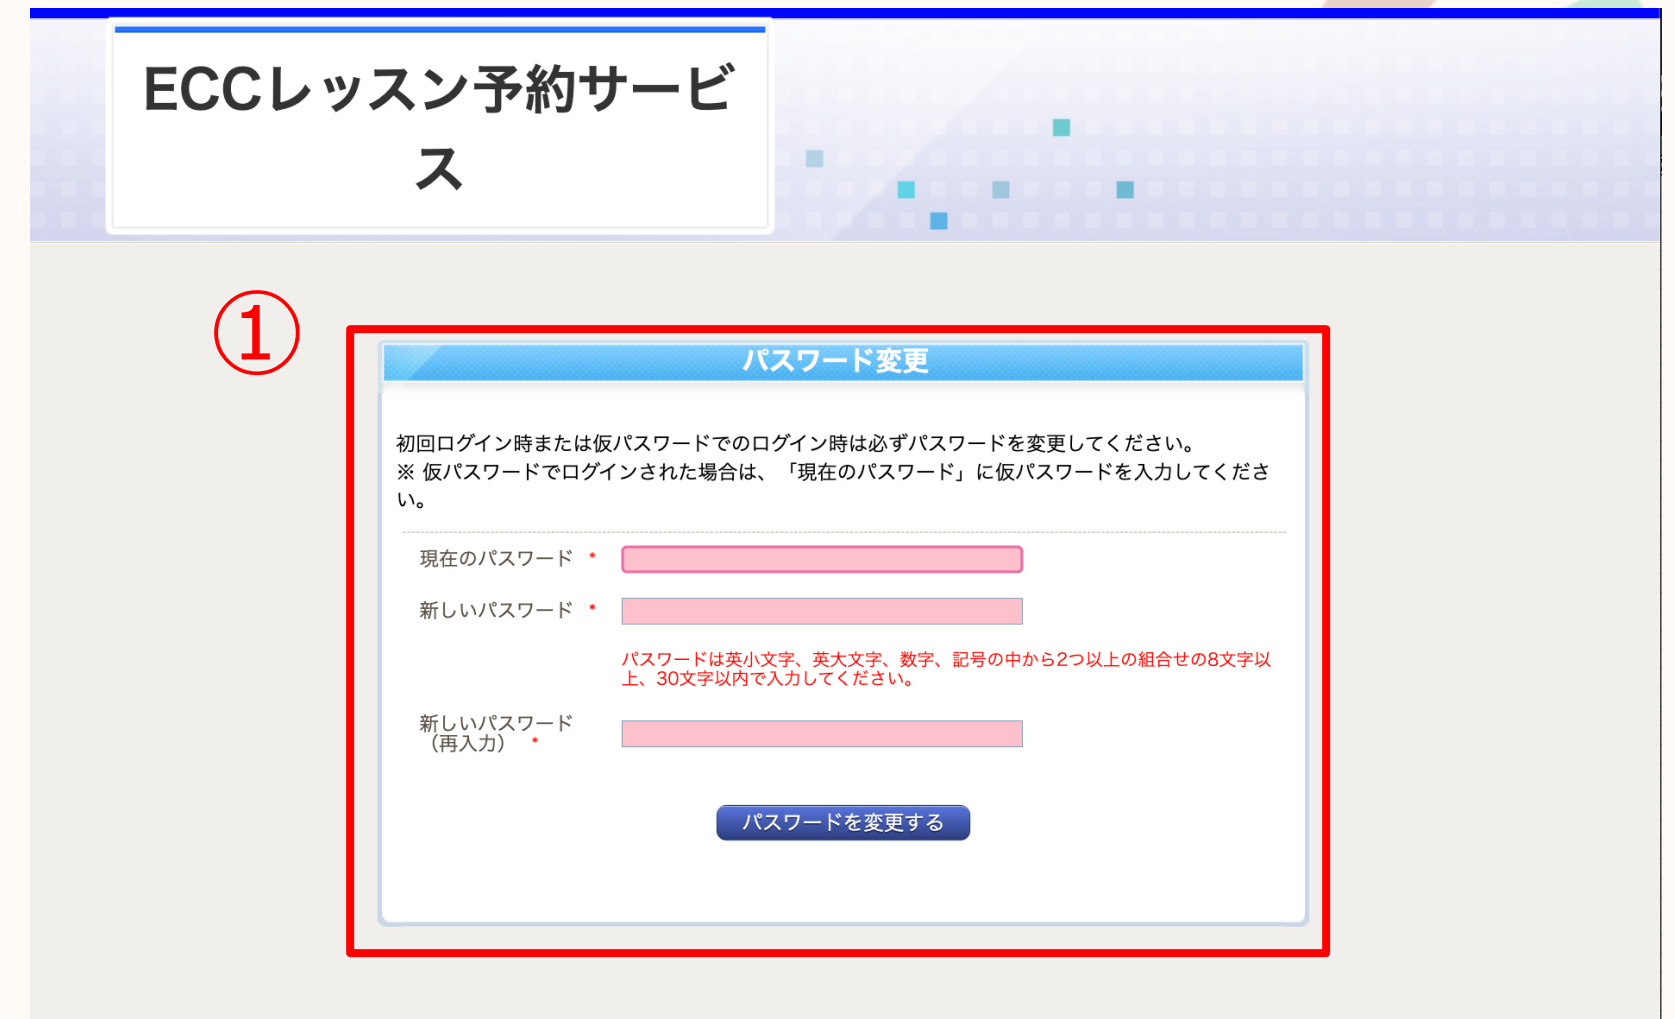 ECCレッスン予約サービ
ス
①
パスワード変更
初回ログイン時または仮パスワードでのログイン時は必ずパスワードを変更してください。
※ 仮パスワードでログインされた場合は、「現在のパスワード」に仮パスワードを入力してくださ
い。
現在のパスワード *
新しいパスワード *
パスワードは英小文字、英大文字、数字、記号の中から2つ以上の組合せの8文字以
上、30文字以内で入力してください。
新しいパスワード
（再入力） *
パスワードを変更する